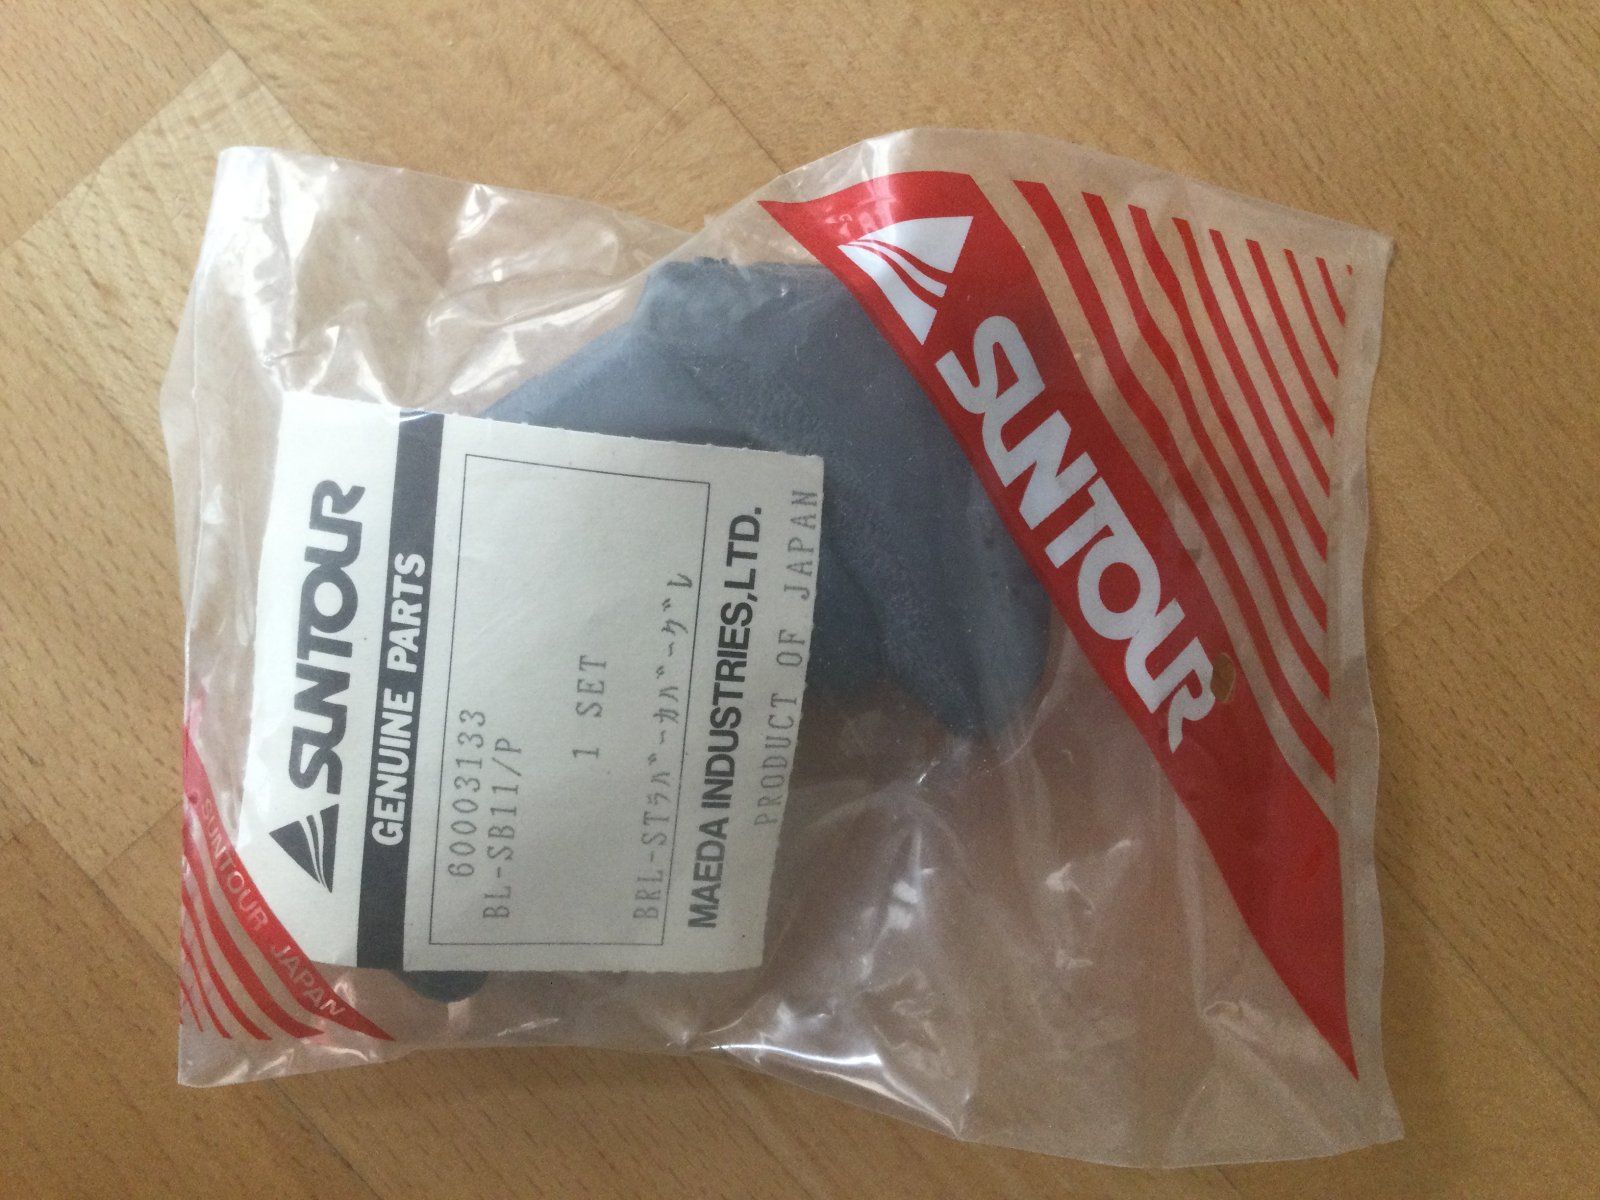 SUNTOUR
GENUINE PARTS
60003133
BL-SB11/P
1 SET
BRL-STラバーカバーグレ
MAEDA INDUSTRIES,LTD.
PRODUCT OF JAPAN
SUNTOUR
SUNTOUR JAPAN